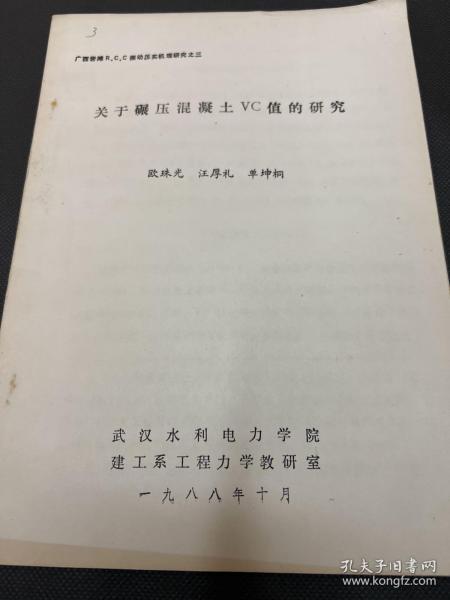 3
广西岩滩R.C.C振动压实机理研究之三
关于碾压混凝土VC值的研究
欧珠光 汪厚礼 单坤桐
武汉水利电力学院
建工系工程力学教研室
一九八八年十月
孔夫子旧书网
www.kongfz.com